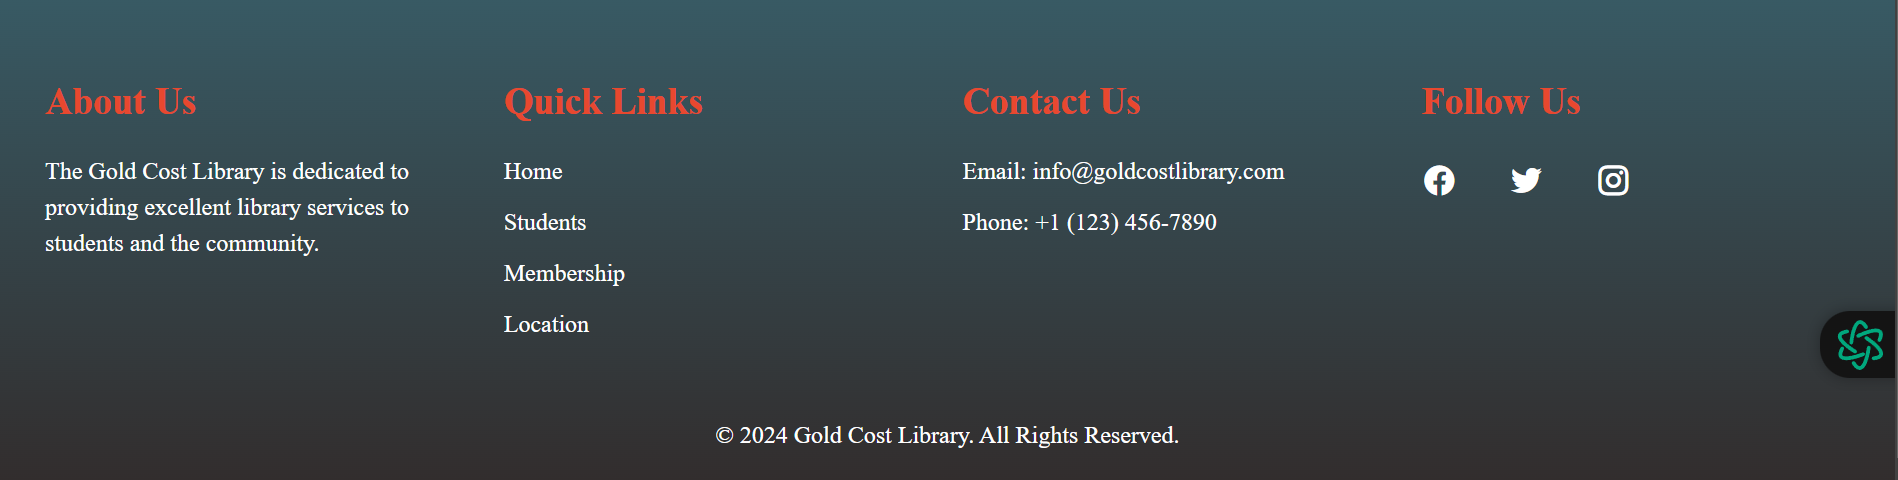 About Us
The Gold Cost Library is dedicated to
providing excellent library services to
students and the community.
Quick Links
Home
Students
Membership
Location
Contact Us
Email: info@goldcostlibrary.com
Phone: +1 (123) 456-7890
Follow Us
© 2024 Gold Cost Library. All Rights Reserved.